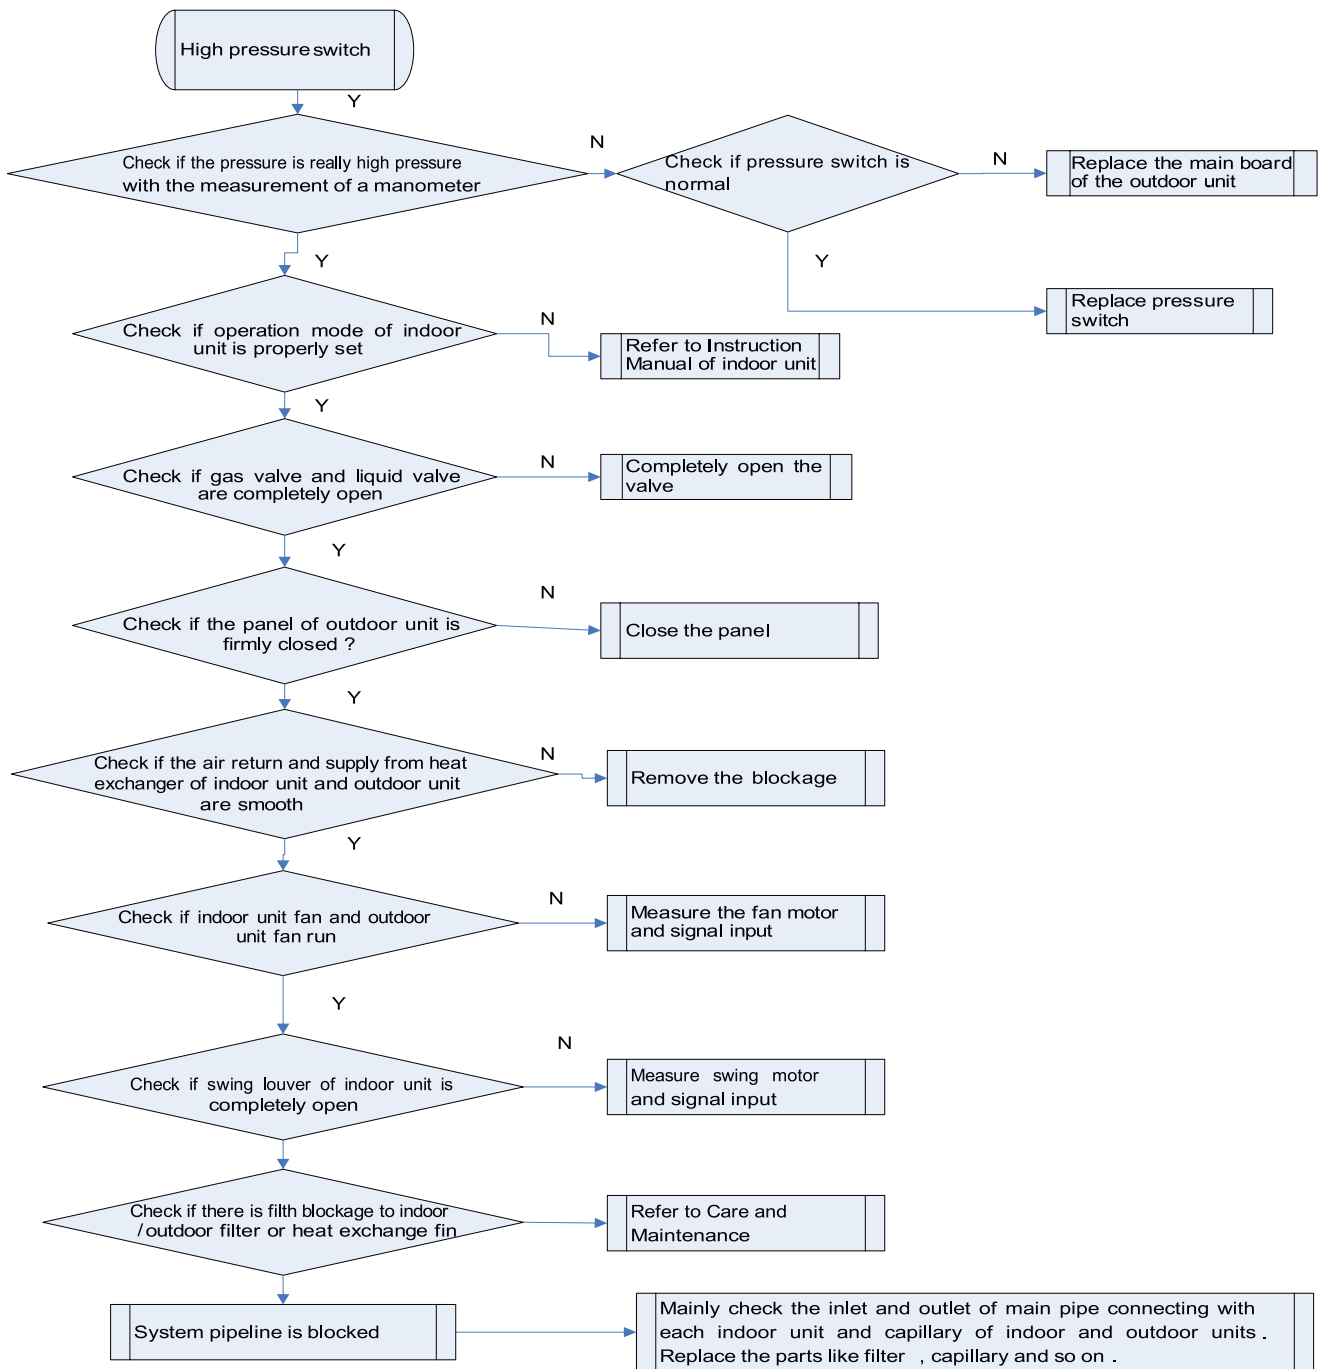 High pressure switch
Y
Check if the pressure is really high pressure
with the measurement of a manometer
N
Check if pressure switch is
normal
N
Replace the main board
of the outdoor unit
Y
Y
Replace pressure
switch
Check if operation mode of indoor
unit is properly set
N
Refer to Instruction
Manual of indoor unit
Y
Check if gas valve and liquid valve
are completely open
N
Completely open the
valve
Y
Check if the panel of outdoor unit is
firmly closed ?
N
Close the panel
Y
Check if the air return and supply from heat
exchanger of indoor unit and outdoor unit
are smooth
N
Remove the blockage
Y
Check if indoor unit fan and outdoor
unit fan run
N
Measure the fan motor
and signal input
Y
Check if swing louver of indoor unit is
completely open
N
Measure swing motor
and signal input
Check if there is filth blockage to indoor
/outdoor filter or heat exchange fin
Refer to Care and
Maintenance
System pipeline is blocked
Mainly check the inlet and outlet of main pipe connecting with
each indoor unit and capillary of indoor and outdoor units .
Replace the parts like filter , capillary and so on .